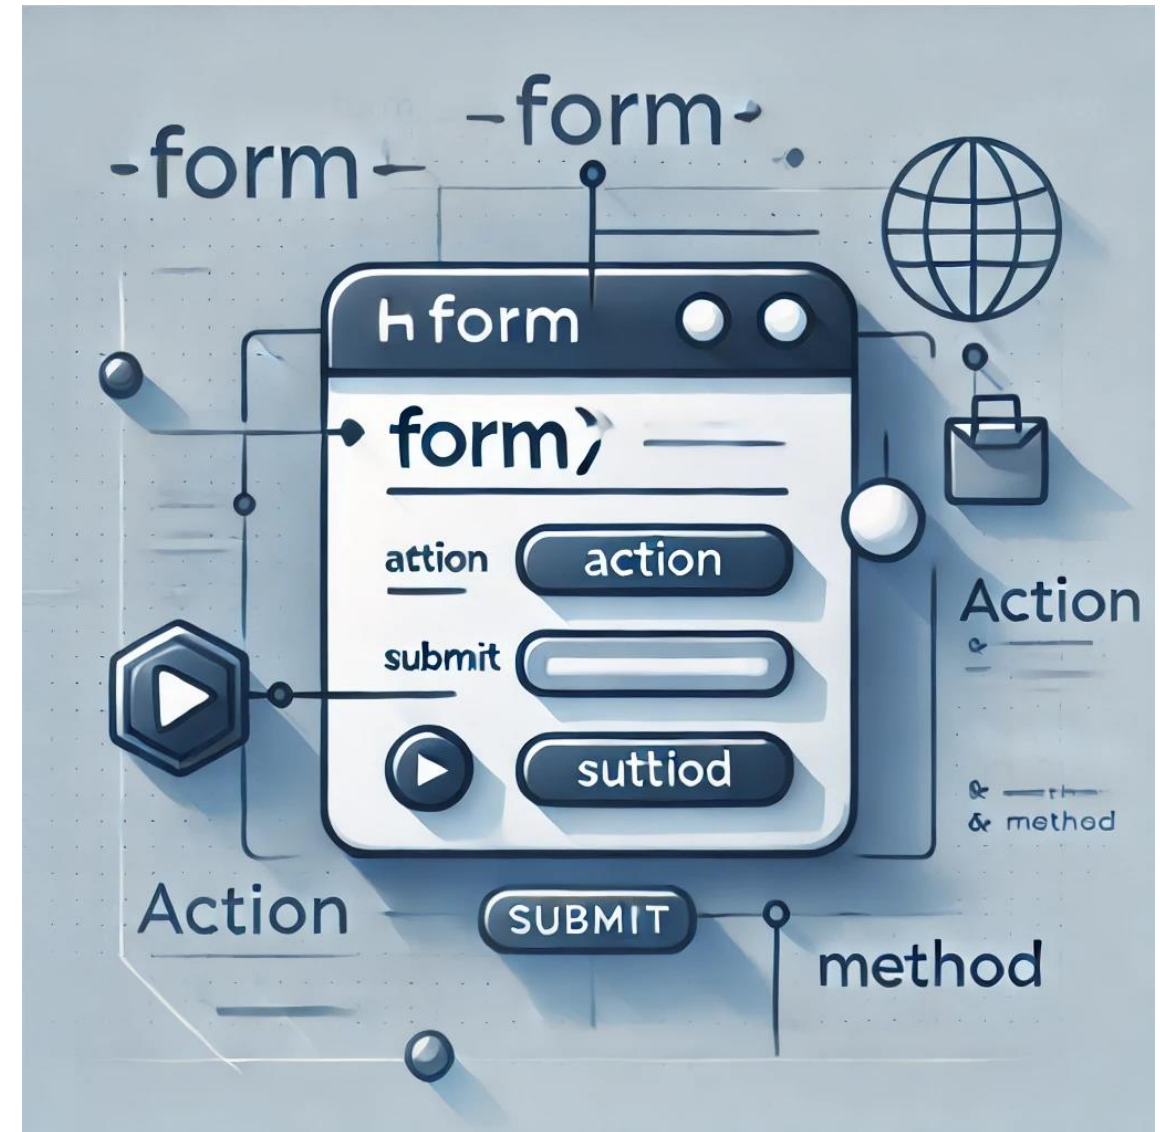 -form-
-form-
h form
form)
attion
action
submit
suttiod
Action
&
&
& method
Action
SUBMIT
method